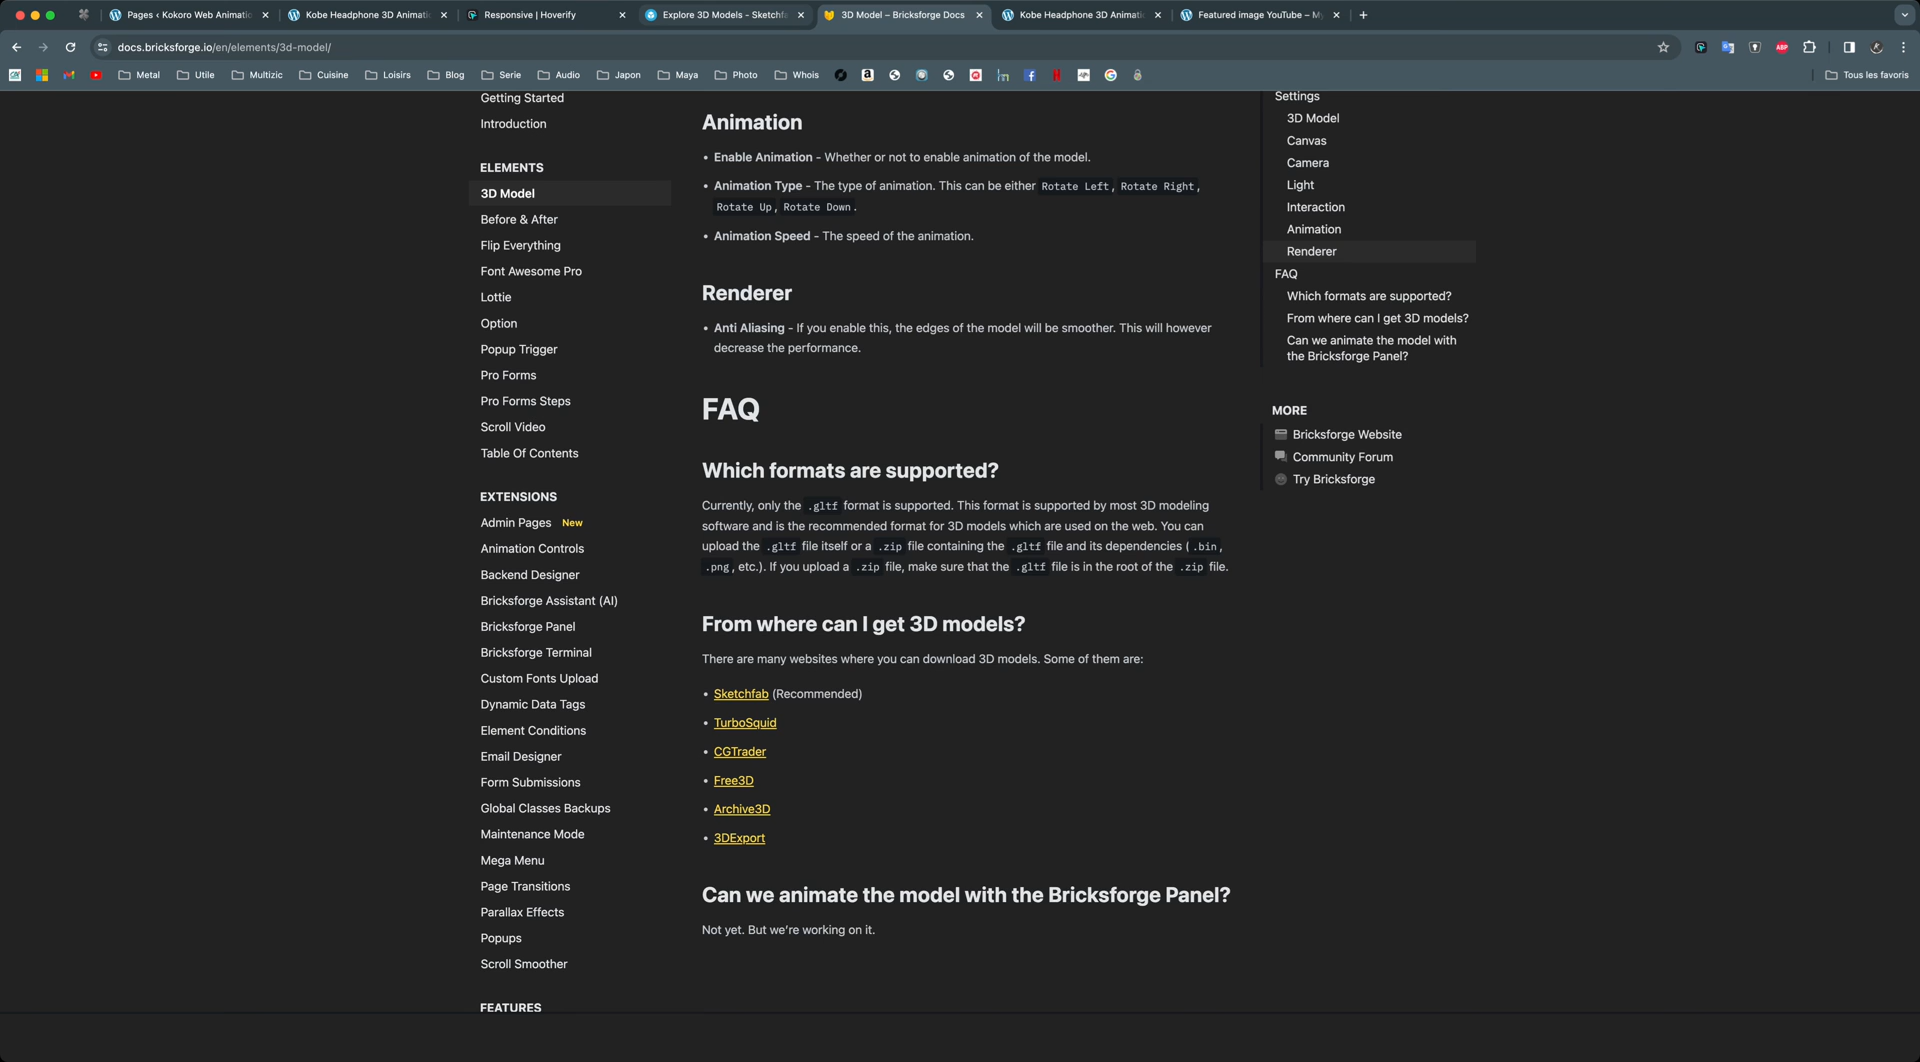 Pages ‹ Kokoro Web Animatio
Kobe Headphone 3D Animatic
Responsive | Hoverify
Explore 3D Models - Sketchfa
3D Model – Bricksforge Docs
Kobe Headphone 3D Animatic
Featured image YouTube – My
docs.bricksforge.io/en/elements/3d-model/
Metal
Utile
Multizic
Cuisine
Loisirs
Blog
Serie
Audio
Japon
Maya
Photo
Whois
Tous les favoris
Getting Started
Introduction
ELEMENTS
3D Model
Before & After
Flip Everything
Font Awesome Pro
Lottie
Option
Popup Trigger
Pro Forms
Pro Forms Steps
Scroll Video
Table Of Contents
EXTENSIONS
Admin Pages New
Animation Controls
Backend Designer
Bricksforge Assistant (AI)
Bricksforge Panel
Bricksforge Terminal
Custom Fonts Upload
Dynamic Data Tags
Element Conditions
Email Designer
Form Submissions
Global Classes Backups
Maintenance Mode
Mega Menu
Page Transitions
Parallax Effects
Popups
Scroll Smoother
FEATURES
Animation
• Enable Animation - Whether or not to enable animation of the model.
• Animation Type - The type of animation. This can be either Rotate Left, Rotate Right,
Rotate Up, Rotate Down.
• Animation Speed - The speed of the animation.
Renderer
• Anti Aliasing - If you enable this, the edges of the model will be smoother. This will however
decrease the performance.
FAQ
Which formats are supported?
Currently, only the .gltf format is supported. This format is supported by most 3D modeling
software and is the recommended format for 3D models which are used on the web. You can
upload the .gltf file itself or a .zip file containing the .gltf file and its dependencies ( .bin,
.png, etc.). If you upload a .zip file, make sure that the .gltf file is in the root of the .zip file.
From where can I get 3D models?
There are many websites where you can download 3D models. Some of them are:
• Sketchfab (Recommended)
• TurboSquid
• CGTrader
• Free3D
• Archive3D
• 3DExport
Can we animate the model with the Bricksforge Panel?
Not yet. But we're working on it.
Settings
3D Model
Canvas
Camera
Light
Interaction
Animation
Renderer
FAQ
Which formats are supported?
From where can I get 3D models?
Can we animate the model with
the Bricksforge Panel?
MORE
Bricksforge Website
Community Forum
Try Bricksforge